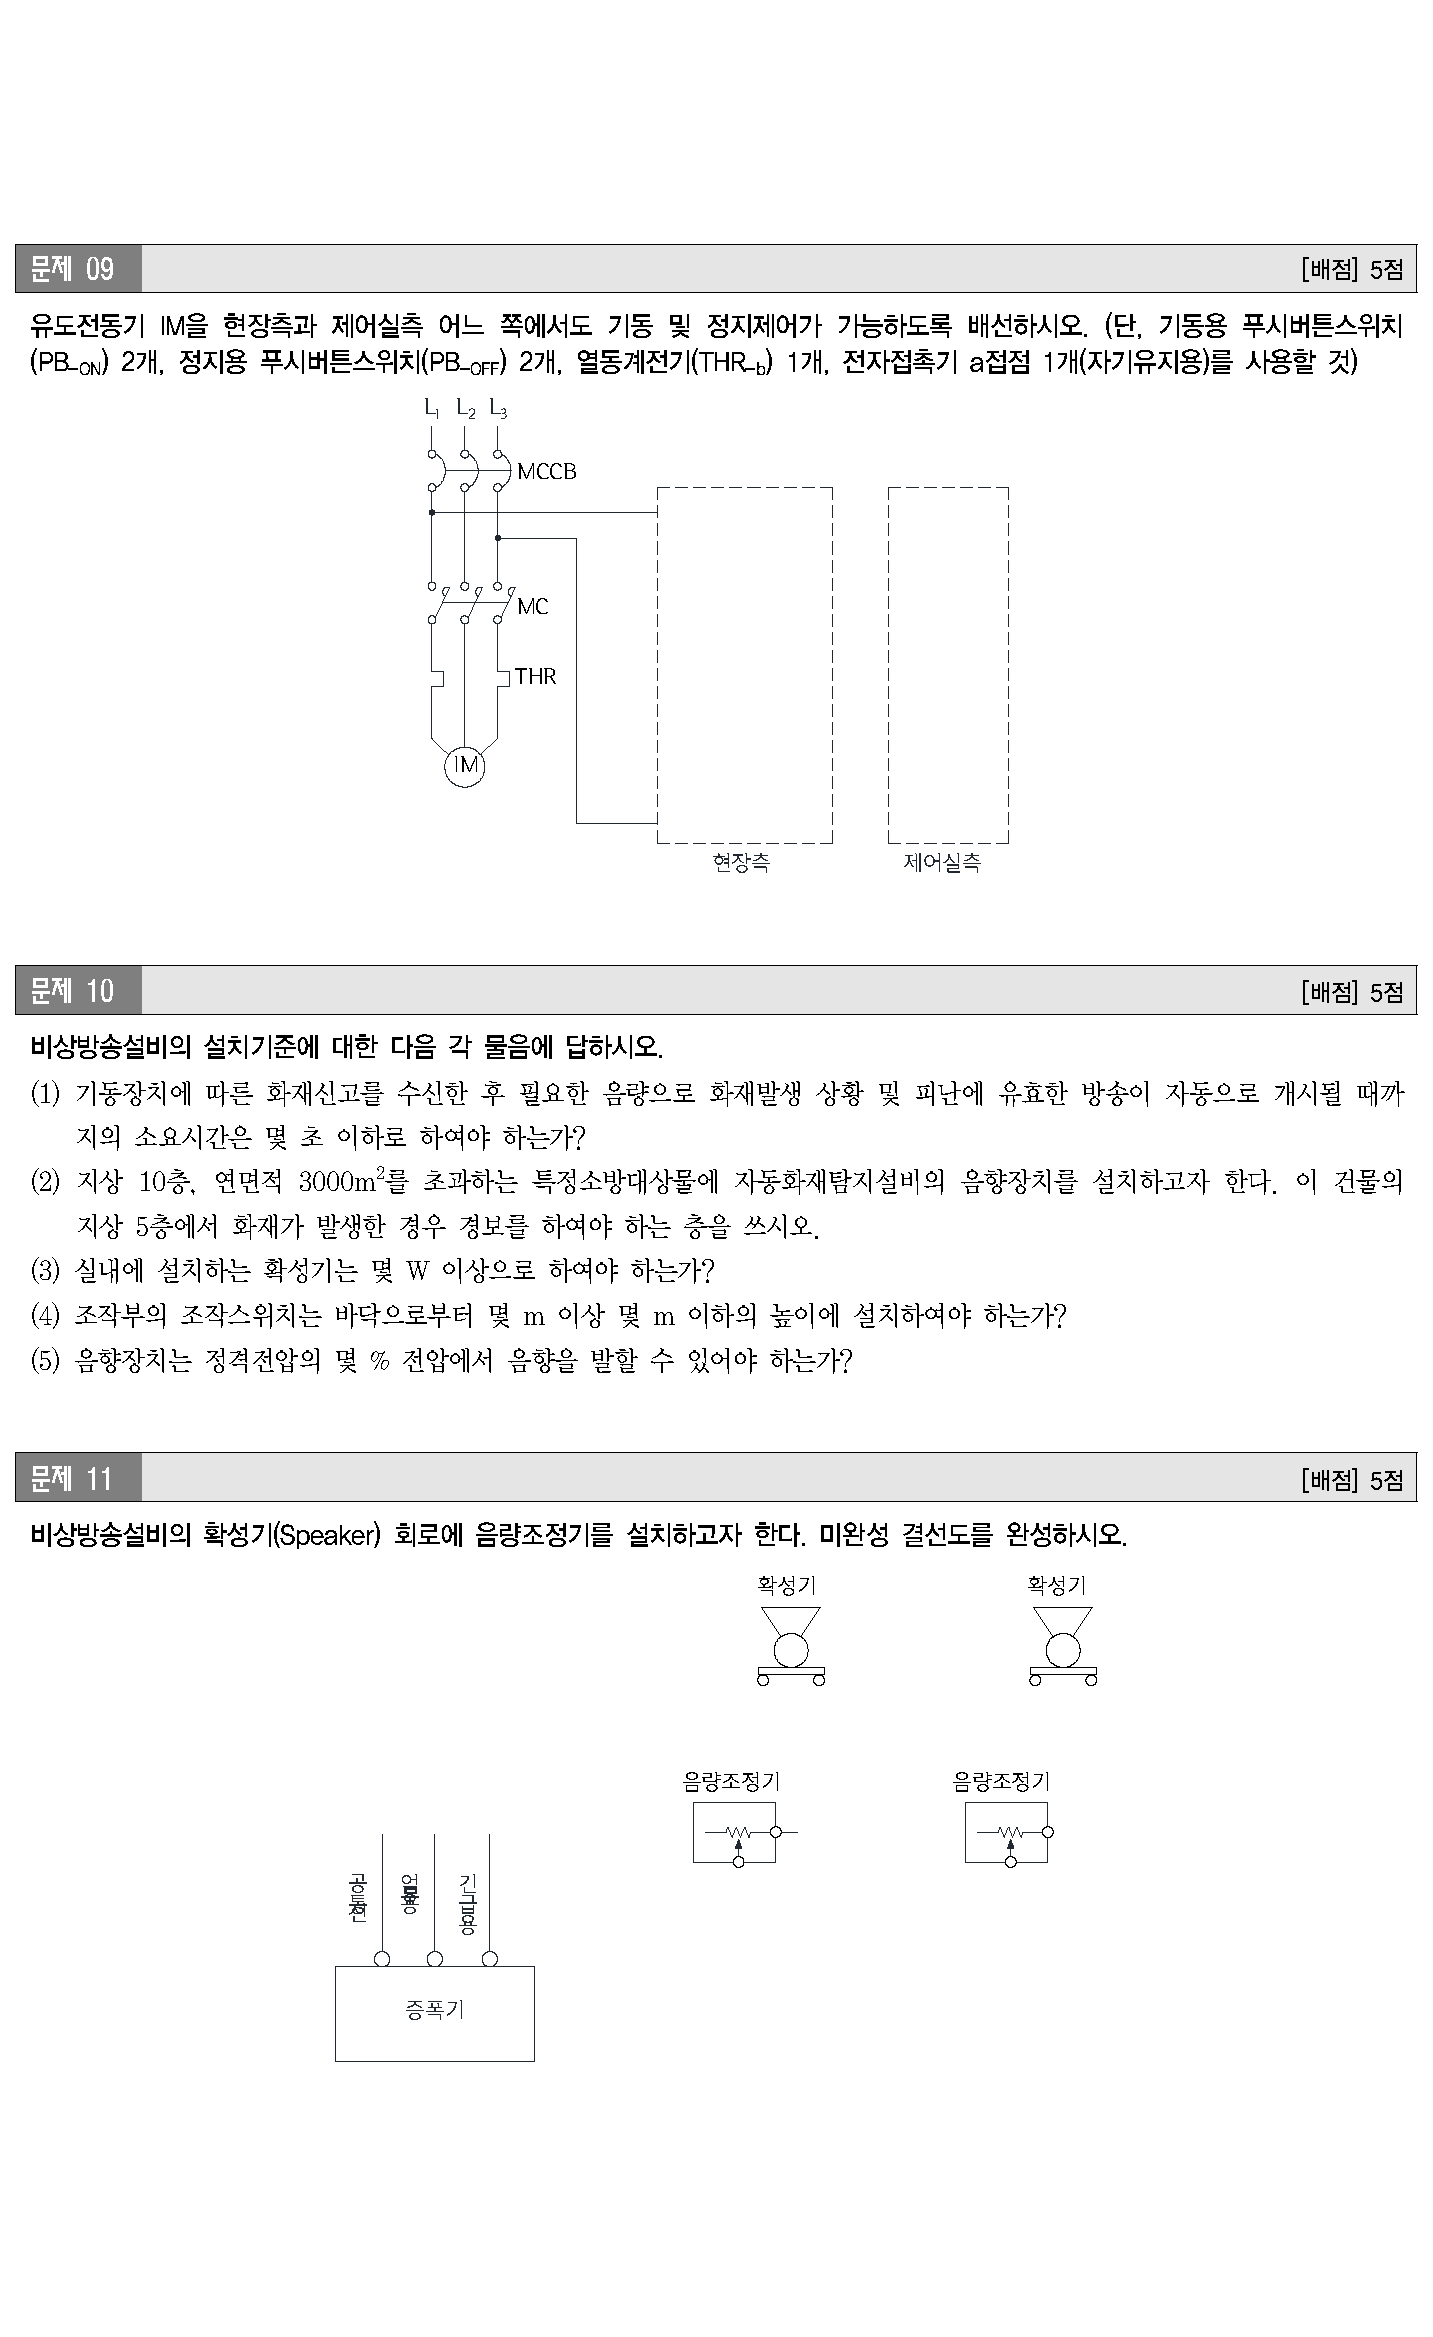 문제 09 [배점] 5점
유도전동기 IM을 현장측과 제어실측 어느 쪽에서도 기동 및 정지제어가 가능하도록 배선하시오. (단, 기동용 푸시버튼스위치
(PB-ON) 2개, 정지용 푸시버튼스위치(PB-OFF) 2개, 열동계전기(THR-b) 1개, 전자접촉기 a접점 1개(자기유지용)를 사용할 것)
L1 L2 L3
MCCB
MC
THR
IM
현장측 제어실측
문제 10 [배점] 5점
비상방송설비의 설치기준에 대한 다음 각 물음에 답하시오.
(1) 기동장치에 따른 화재신고를 수신한 후 필요한 음량으로 화재발생 상황 및 피난에 유효한 방송이 자동으로 개시될 때까
지의 소요시간은 몇 초 이하로 하여야 하는가?
(2) 지상 10층, 연면적 3000m²를 초과하는 특정소방대상물에 자동화재탐지설비의 음향장치를 설치하고자 한다. 이 건물의
지상 5층에서 화재가 발생한 경우 경보를 하여야 하는 층을 쓰시오.
(3) 실내에 설치하는 확성기는 몇 W 이상으로 하여야 하는가?
(4) 조작부의 조작스위치는 바닥으로부터 몇 m 이상 몇 m 이하의 높이에 설치하여야 하는가?
(5) 음향장치는 정격전압의 몇 % 전압에서 음향을 발할 수 있어야 하는가?
문제 11 [배점] 5점
비상방송설비의 확성기(Speaker) 회로에 음량조정기를 설치하고자 한다. 미완성 결선도를 완성하시오.
확성기 확성기
음량조정기 음량조정기
공통선 업무용 긴급용
증폭기